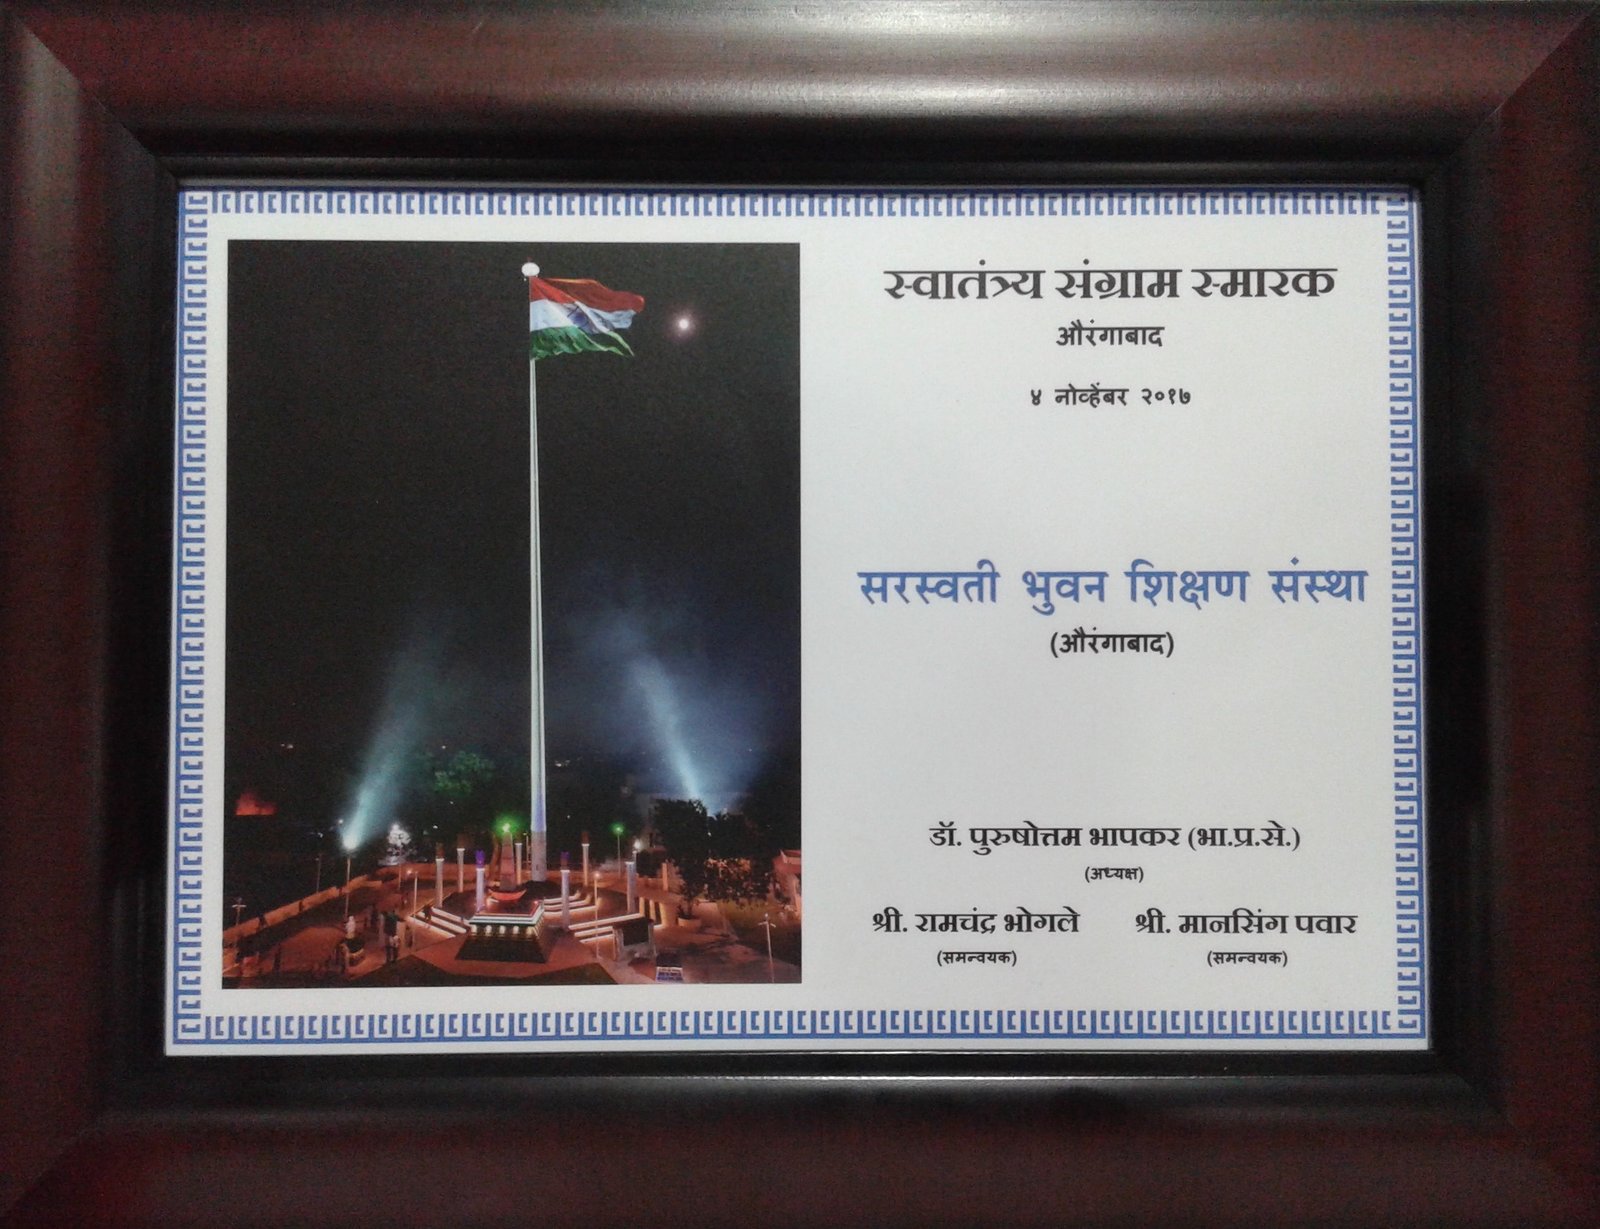 स्वातंत्र्य संग्राम स्मारक
औरंगाबाद
४ नोव्हेंबर २०१७
सरस्वती भुवन शिक्षण संस्था
(औरंगाबाद)
डॉ. पुरुषोत्तम भापकर (भा.प्र.से.)
(अध्यक्ष)
श्री. रामचंद्र भोगले श्री. मानसिंग पवार
(समन्वयक) (समन्वयक)